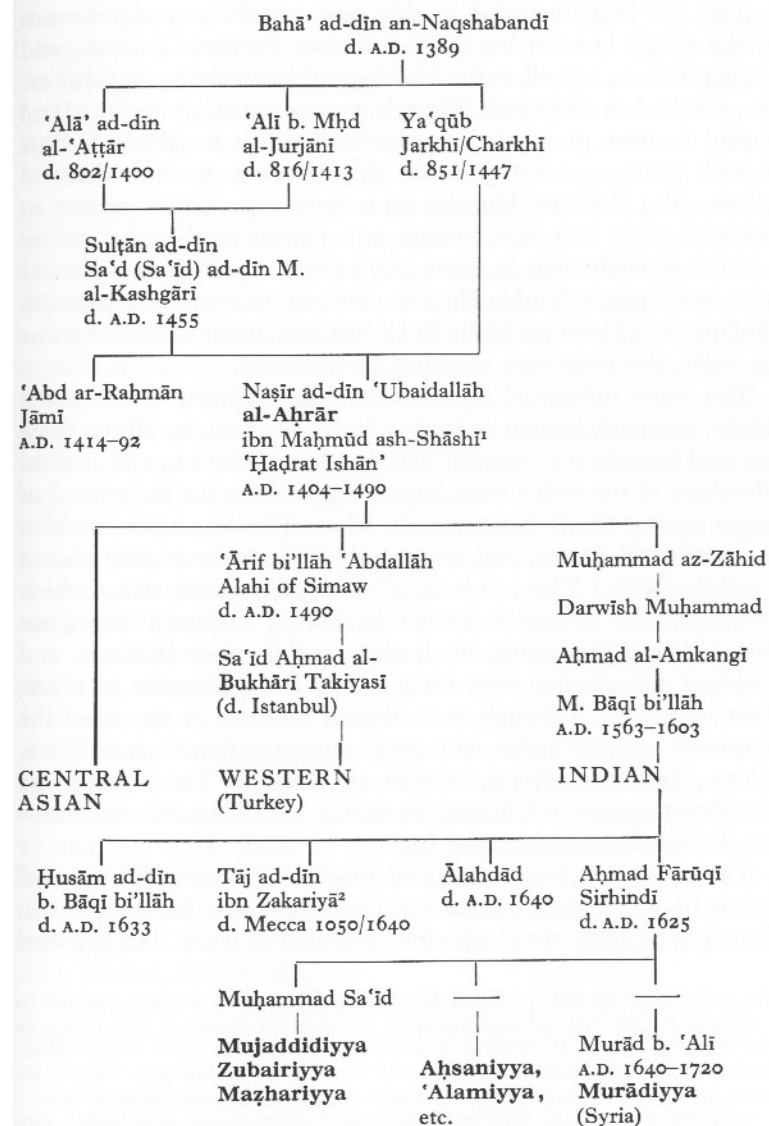 Bahā’ ad-dīn an-Naqshabandī
d. A.D. 1389
‘Alā’ ad-dīn
al-‘Aṭṭār
d. 802/1400
‘Alī b. Mḥd
al-Jurjānī
d. 816/1413
Ya‘qūb
Jarkhī/Charkhī
d. 851/1447
Sulṭān ad-dīn
Sa‘d (Sa‘īd) ad-dīn M.
al-Kashgārī
d. A.D. 1455
‘Abd ar-Raḥmān
Jāmī
A.D. 1414–92
Naṣīr ad-dīn ‘Ubaidallāh
al-Aḥrār
ibn Maḥmūd ash-Shāshī¹
‘Ḥaḍrat Ishān’
A.D. 1404–1490
‘Ārif bi’llāh ‘Abdallāh
Alahi of Simaw
d. A.D. 1490
Sa‘īd Aḥmad al-
Bukhārī Takiyasī
(d. Istanbul)
Muḥammad az-Zāhid
Darwīsh Muḥammad
Aḥmad al-Amkangī
M. Bāqī bi’llāh
A.D. 1563–1603
CENTRAL
ASIAN
WESTERN
(Turkey)
INDIAN
Ḥusām ad-dīn
b. Bāqī bi’llāh
d. A.D. 1633
Tāj ad-dīn
ibn Zakariyā²
d. Mecca 1050/1640
Ālahdād
d. A.D. 1640
Aḥmad Fārūqī
Sirhindī
d. A.D. 1625
Muḥammad Sa‘īd
Mujaddidiyya
Zubairiyya
Maẓhariyya
Aḥsaniyya,
‘Alamiyya,
etc.
Murād b. ‘Alī
A.D. 1640–1720
Murādiyya
(Syria)